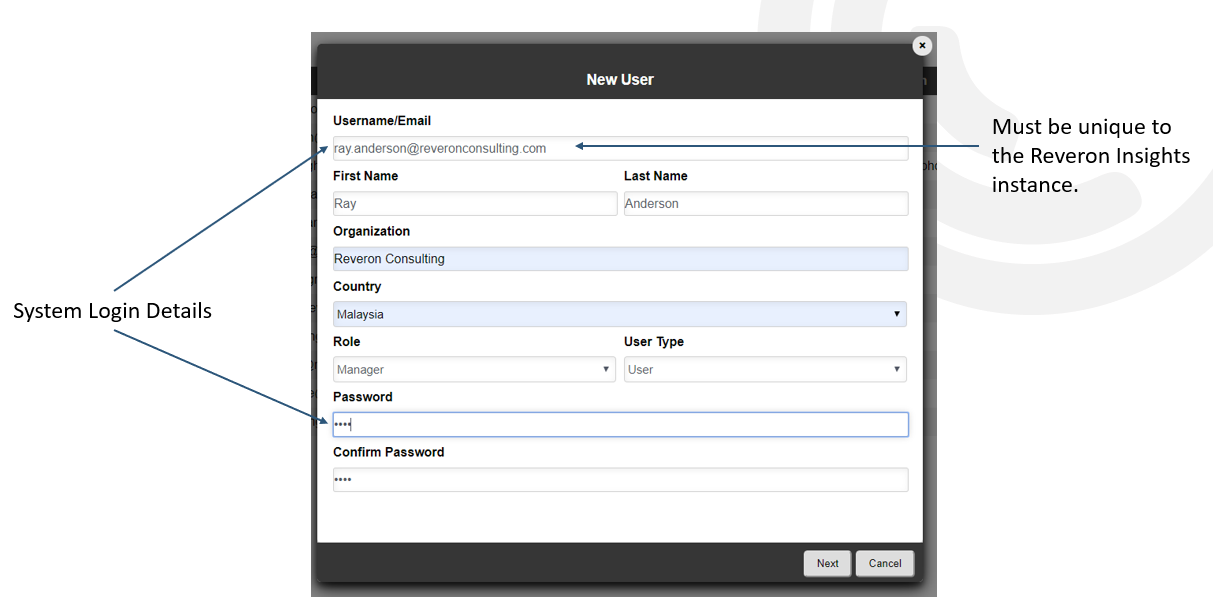 New User
Username/Email
ray.anderson@reveronconsulting.com
First Name
Last Name
Ray
Anderson
Organization
Reveron Consulting
Country
Malaysia
Role
User Type
Manager
User
Password
••••
Confirm Password
••••
Next
Cancel
System Login Details
Must be unique to
the Reveron Insights
instance.